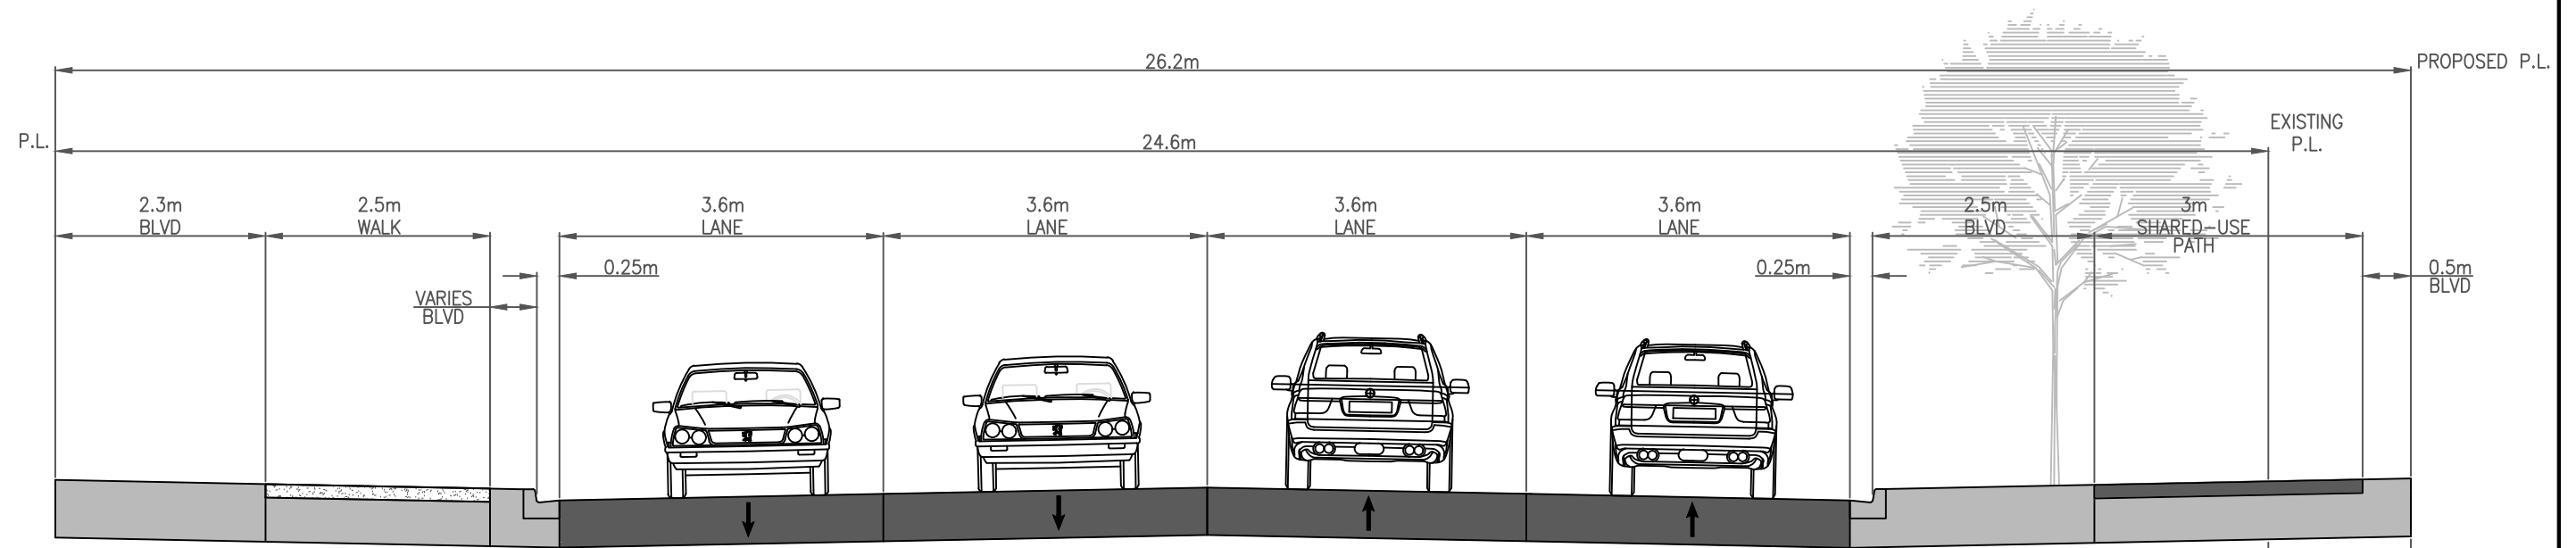 26.2m
PROPOSED P.L.
P.L.
24.6m
EXISTING
P.L.
2.3m
BLVD
2.5m
WALK
3.6m
LANE
3.6m
LANE
3.6m
LANE
3.6m
LANE
2.5m
BLVD
3m
SHARED-USE
PATH
0.25m
0.25m
0.5m
BLVD
VARIES
BLVD